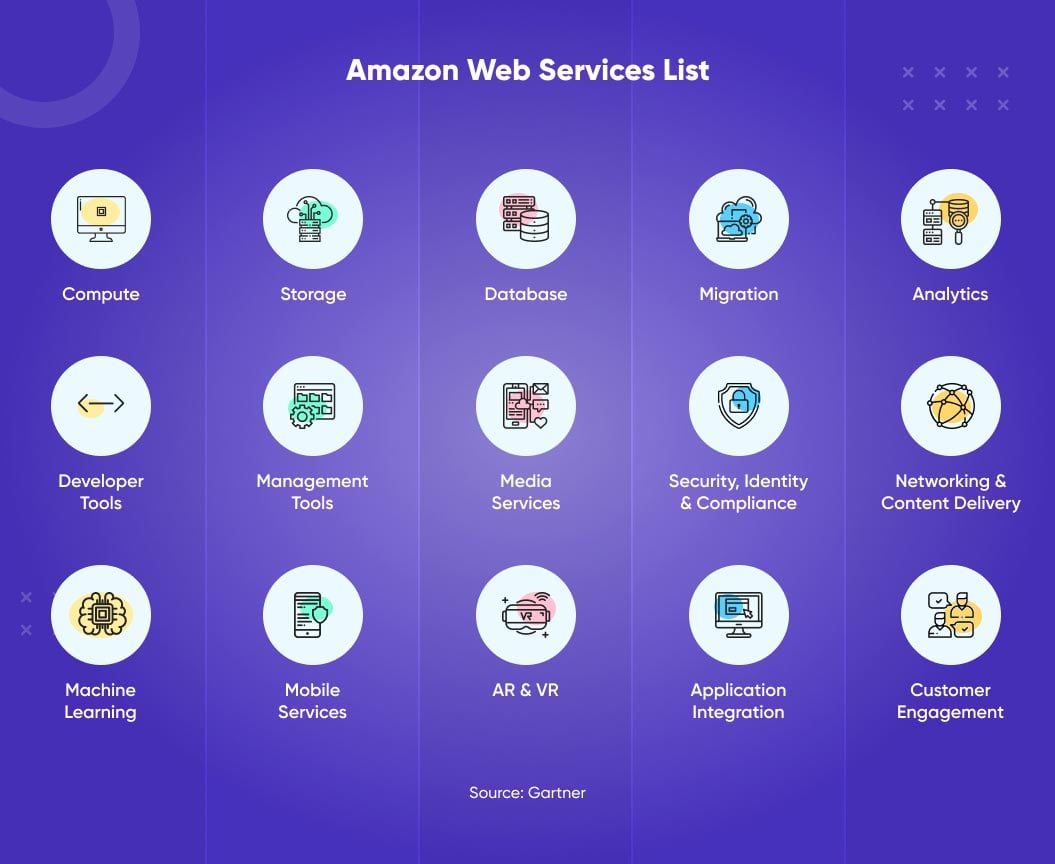 Amazon Web Services List
Compute
Storage
Database
Migration
Analytics
Developer
Tools
Management
Tools
Media
Services
Security, Identity
& Compliance
Networking &
Content Delivery
Machine
Learning
Mobile
Services
VR
AR & VR
Application
Integration
Customer
Engagement
Source: Gartner